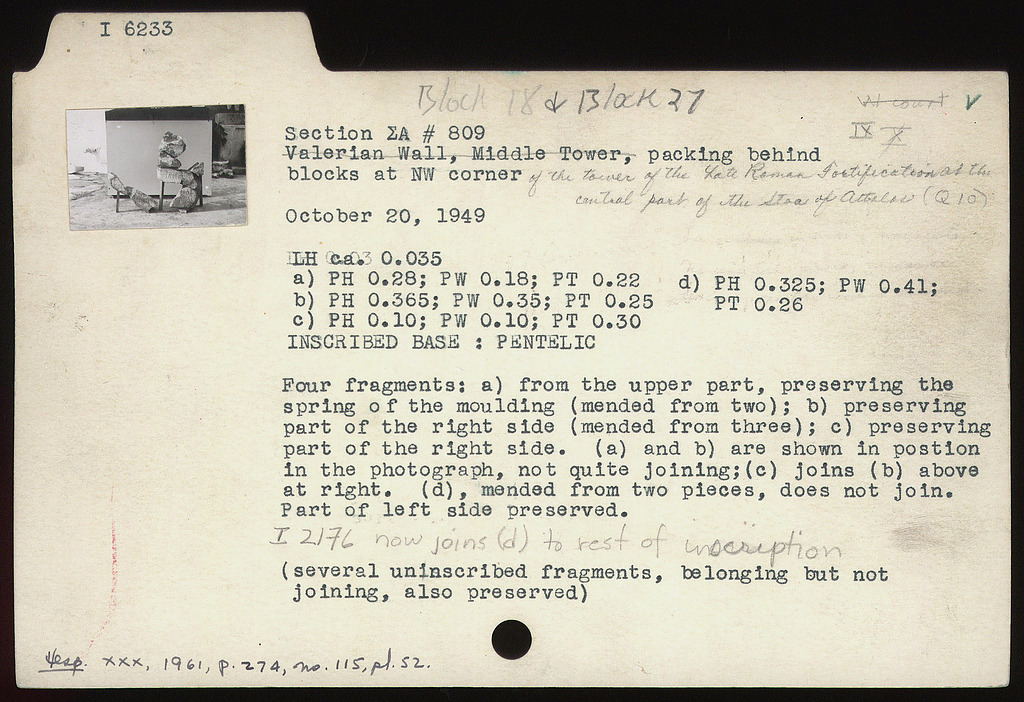 I 6233
Block 18 & Block 27
At court V
IX
X
Section ΣA # 809
Valerian Wall, Middle Tower, packing behind
blocks at NW corner of the tower of the Late Roman Fortification at the
central part of the Stoa of Attalos (Q 10)
October 20, 1949
LH ca. 0.035
a) PH 0.28; PW 0.18; PT 0.22
b) PH 0.365; PW 0.35; PT 0.25
c) PH 0.10; PW 0.10; PT 0.30
d) PH 0.325; PW 0.41;
PT 0.26
INSCRIBED BASE : PENTELIC
Four fragments: a) from the upper part, preserving the
spring of the moulding (mended from two); b) preserving
part of the right side (mended from three); c) preserving
part of the right side. (a) and b) are shown in postion
in the photograph, not quite joining;(c) joins (b) above
at right. (d), mended from two pieces, does not join.
Part of left side preserved.
I 2176 now joins (d) to rest of inscription
(several uninscribed fragments, belonging but not
joining, also preserved)
Hesp. XXX, 1961, p. 274, no. 115, pl. 52.